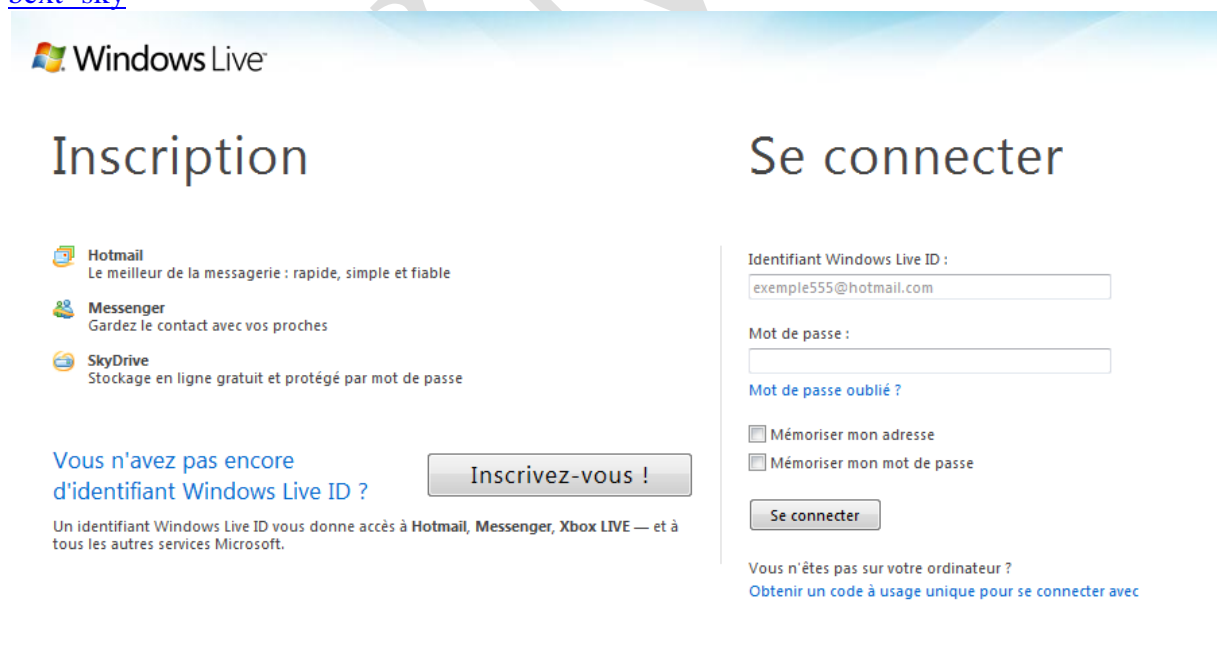 Windows Live
Inscription
Hotmail
Le meilleur de la messagerie : rapide, simple et fiable
Messenger
Gardez le contact avec vos proches
SkyDrive
Stockage en ligne gratuit et protégé par mot de passe
Vous n'avez pas encore
d'identifiant Windows Live ID ?
Inscrivez-vous !
Un identifiant Windows Live ID vous donne accès à Hotmail, Messenger, Xbox LIVE — et à
tous les autres services Microsoft.
Se connecter
Identifiant Windows Live ID :
exemple555@hotmail.com
Mot de passe :
Mot de passe oublié ?
Mémoriser mon adresse
Mémoriser mon mot de passe
Se connecter
Vous n'êtes pas sur votre ordinateur ?
Obtenir un code à usage unique pour se connecter avec